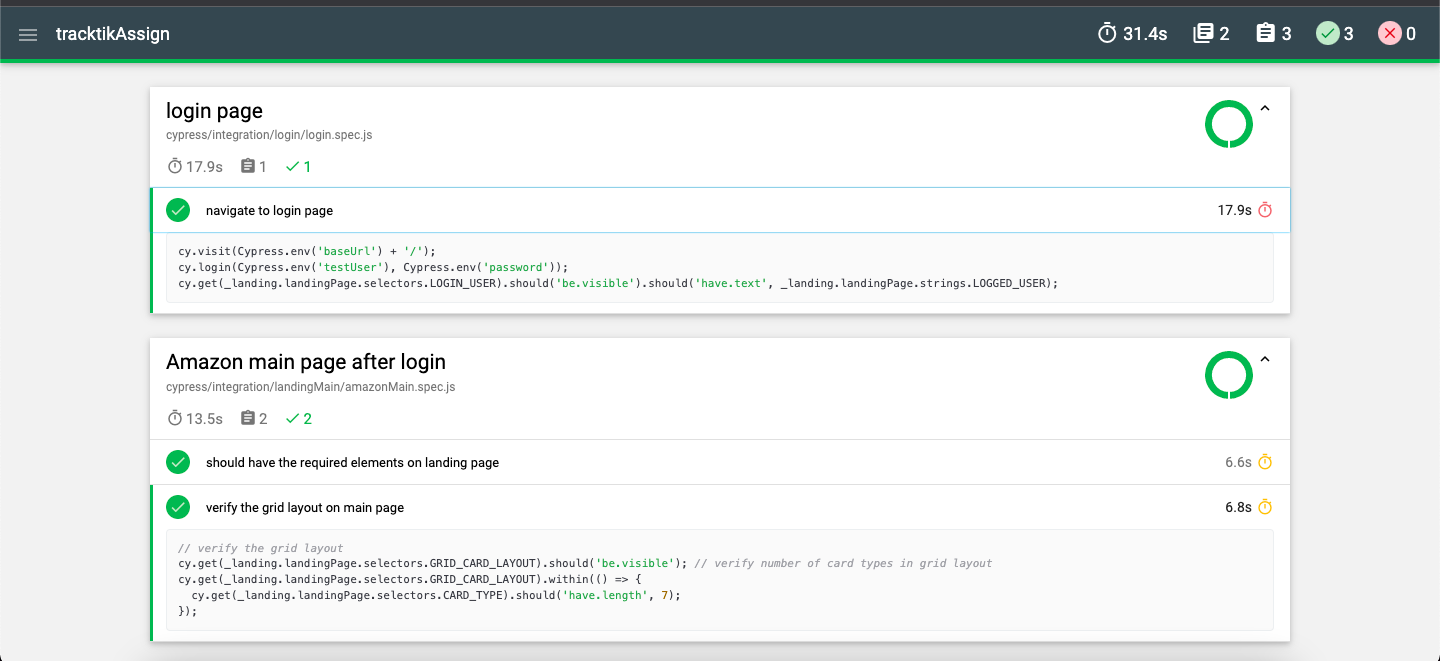 tracktikAssign 31.4s 2 3 3 0
login page
cypress/integration/login/login.spec.js
17.9s 1 1
navigate to login page 17.9s
cy.visit(Cypress.env('baseUrl') + '/');
cy.login(Cypress.env('testUser'), Cypress.env('password'));
cy.get(_landing.landingPage.selectors.LOGIN_USER).should('be.visible').should('have.text', _landing.landingPage.strings.LOGGED_USER);
Amazon main page after login
cypress/integration/landingMain/amazonMain.spec.js
13.5s 2 2
should have the required elements on landing page 6.6s
verify the grid layout on main page 6.8s
// verify the grid layout
cy.get(_landing.landingPage.selectors.GRID_CARD_LAYOUT).should('be.visible'); // verify number of card types in grid layout
cy.get(_landing.landingPage.selectors.GRID_CARD_LAYOUT).within(() => {
  cy.get(_landing.landingPage.selectors.CARD_TYPE).should('have.length', 7);
});